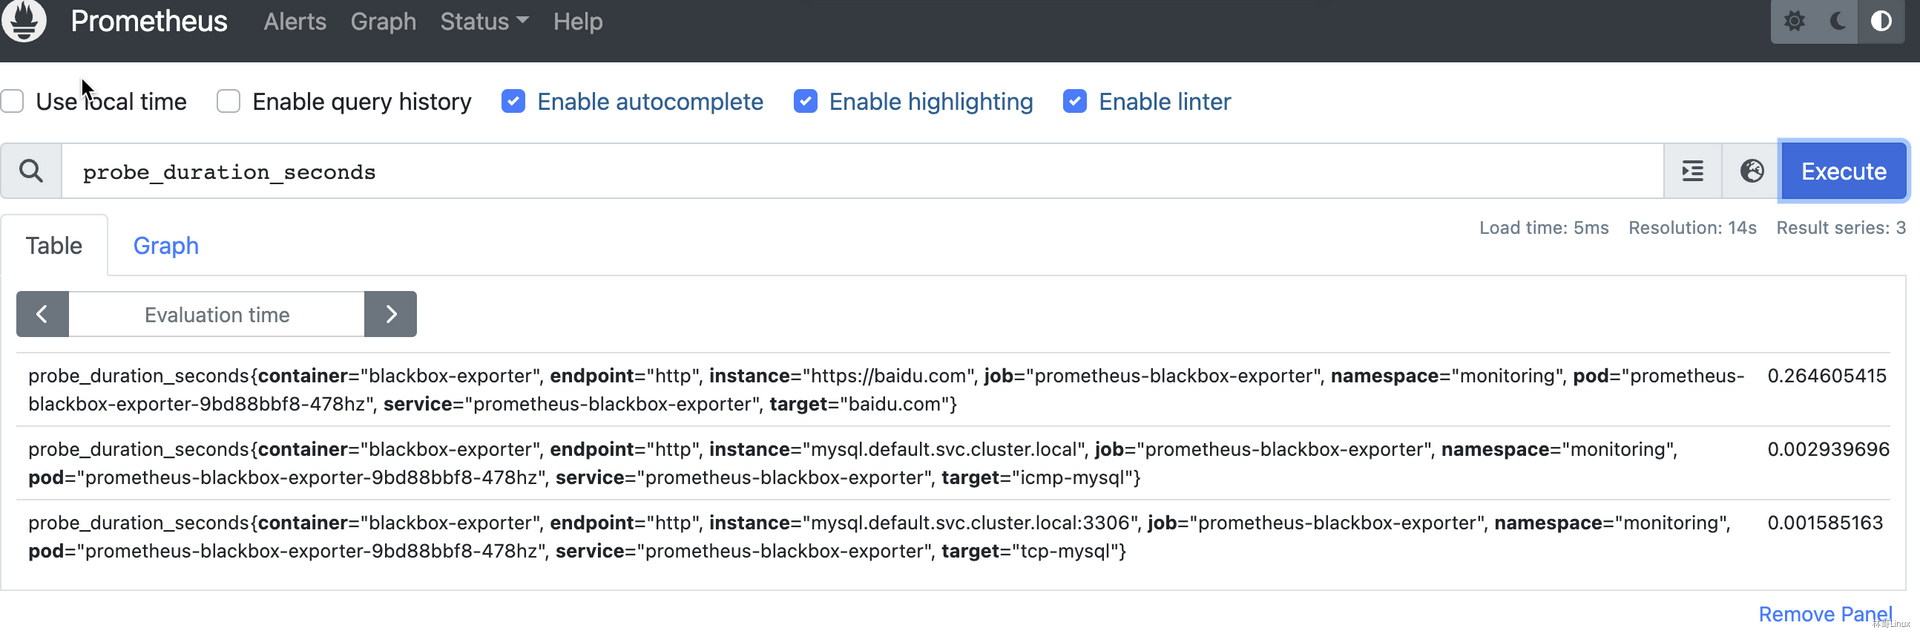 Prometheus Alerts Graph Status Help
Use local time Enable query history Enable autocomplete Enable highlighting Enable linter
probe_duration_seconds Execute
Load time: 5ms Resolution: 14s Result series: 3
Table Graph
Evaluation time
probe_duration_seconds{container="blackbox-exporter", endpoint="http", instance="https://baidu.com", job="prometheus-blackbox-exporter", namespace="monitoring", pod="prometheus- 0.264605415
blackbox-exporter-9bd88bbf8-478hz", service="prometheus-blackbox-exporter", target="baidu.com"}
probe_duration_seconds{container="blackbox-exporter", endpoint="http", instance="mysql.default.svc.cluster.local", job="prometheus-blackbox-exporter", namespace="monitoring", 0.002939696
pod="prometheus-blackbox-exporter-9bd88bbf8-478hz", service="prometheus-blackbox-exporter", target="icmp-mysql"}
probe_duration_seconds{container="blackbox-exporter", endpoint="http", instance="mysql.default.svc.cluster.local:3306", job="prometheus-blackbox-exporter", namespace="monitoring", 0.001585163
pod="prometheus-blackbox-exporter-9bd88bbf8-478hz", service="prometheus-blackbox-exporter", target="tcp-mysql"}
Remove Panel
Linux